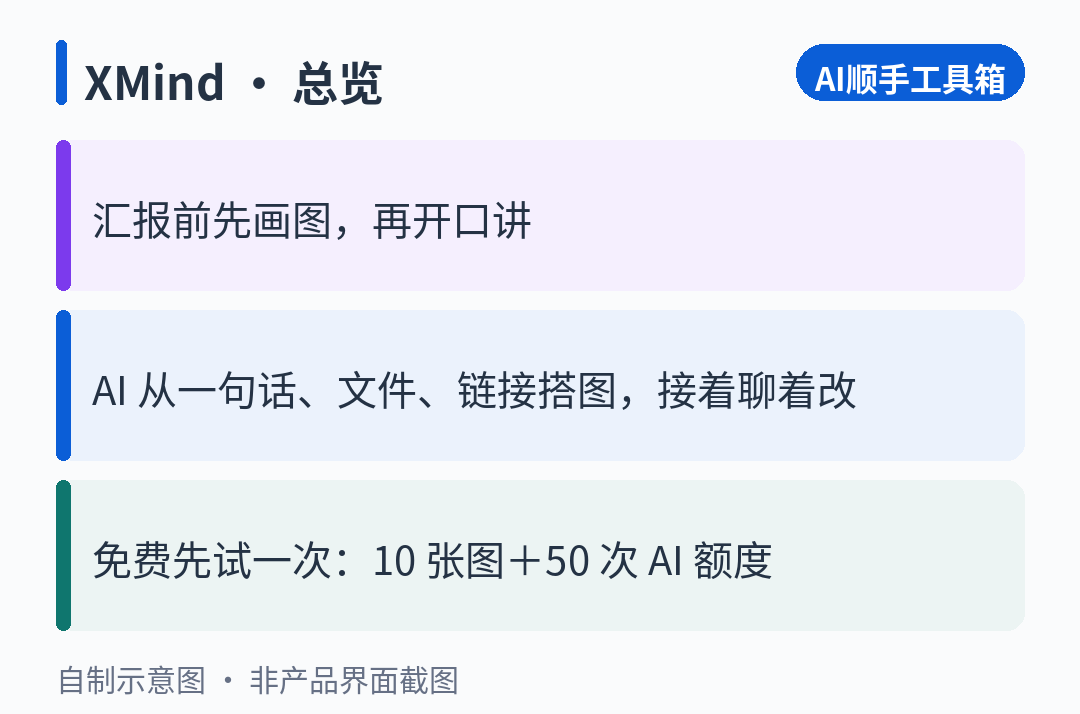 XMind · 总览
AI顺手工具箱
汇报前先画图，再开口讲
AI 从一句话、文件、链接搭图，接着聊着改
免费先试一次：10 张图＋50 次 AI 额度
自制示意图 · 非产品界面截图